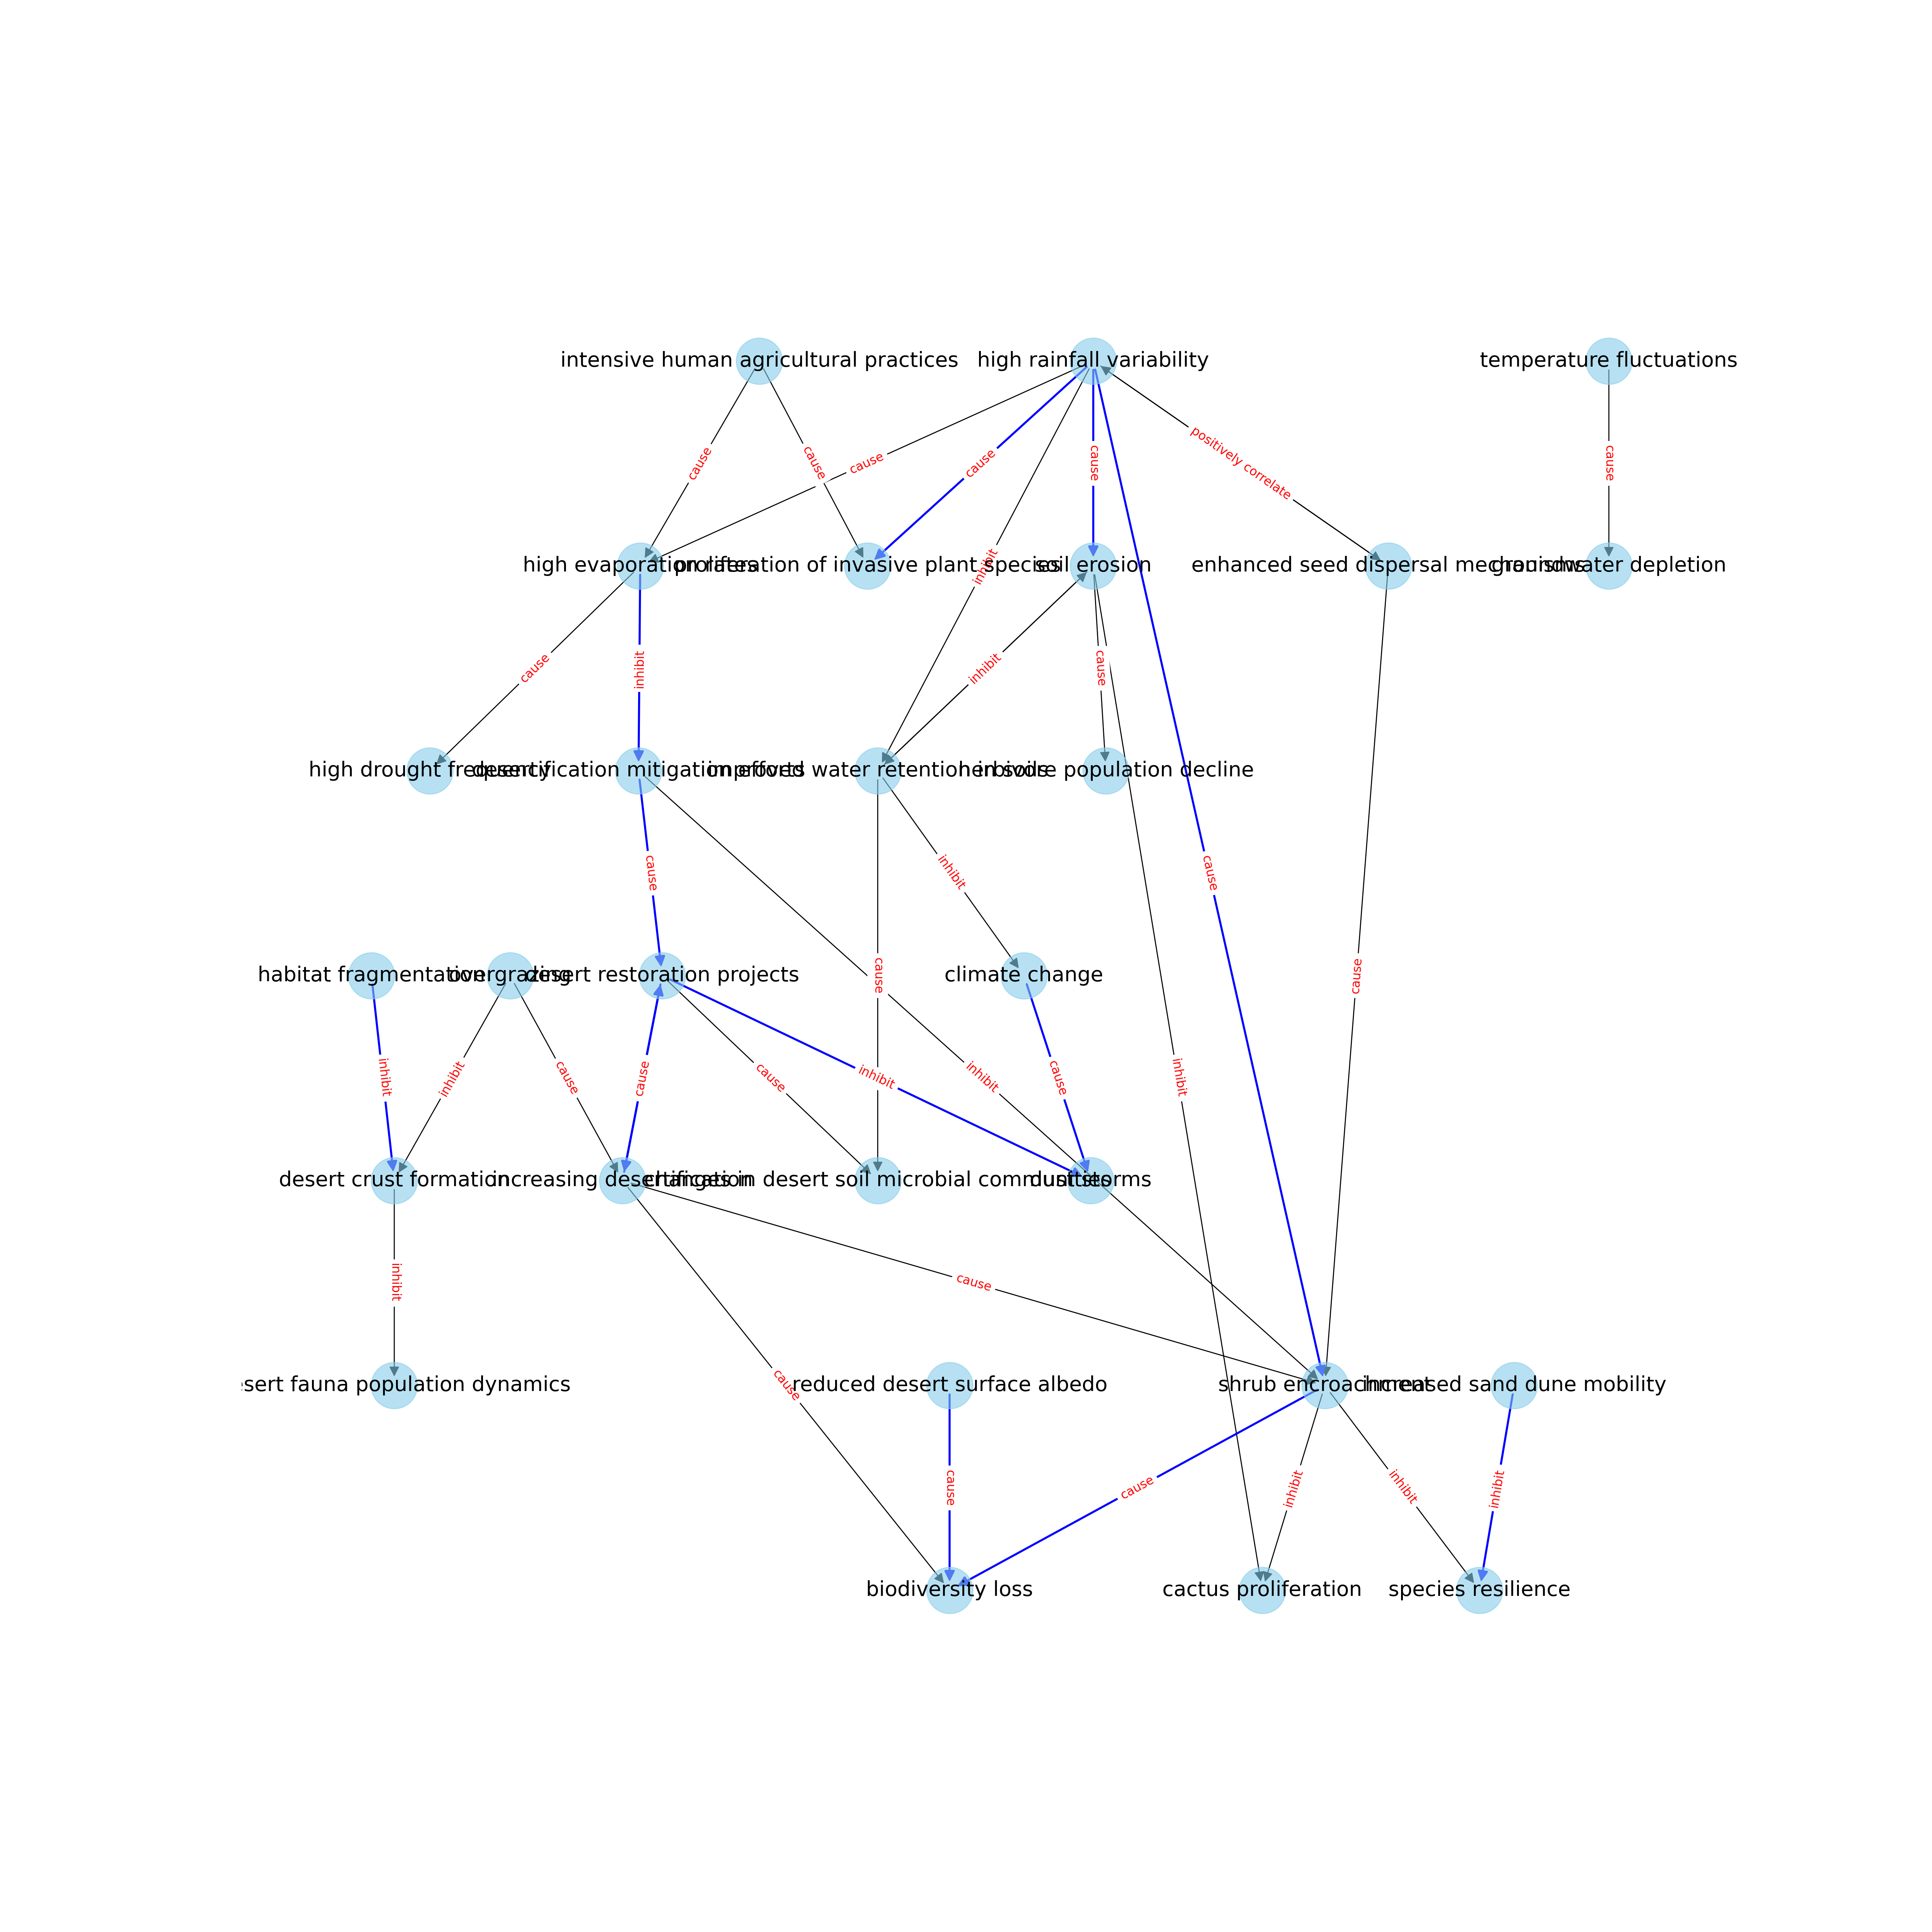 intensive human agricultural practices
high rainfall variability
temperature fluctuations
cause
cause
cause
cause
cause
positively correlate
cause
high evaporation rates
proliferation of invasive plant species
soil erosion
enhanced seed dispersal mechanisms
groundwater depletion
inhibit
cause
inhibit
inhibit
cause
high drought frequency
desertification mitigation efforts
improved water retention in soils
herbivore population decline
cause
inhibit
cause
habitat fragmentation
overgrazing
desert restoration projects
climate change
cause
cause
inhibit
inhibit
cause
cause
cause
inhibit
inhibit
cause
inhibit
desert crust formation
increasing desertification
changes in desert soil microbial communities
dust storms
inhibit
cause
sert fauna population dynamics
reduced desert surface albedo
shrub encroachment
increased sand dune mobility
cause
cause
cause
inhibit
inhibit
inhibit
biodiversity loss
cactus proliferation
species resilience